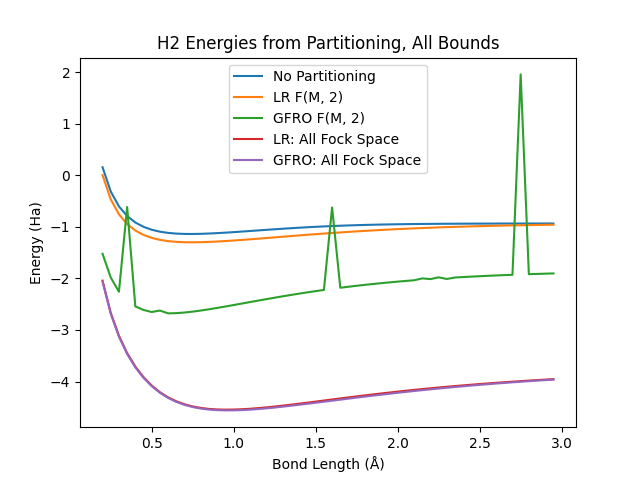 H2 Energies from Partitioning, All Bounds
No Partitioning
LR F(M, 2)
GFRO F(M, 2)
LR: All Fock Space
GFRO: All Fock Space
Energy (Ha)
2
1
0
−1
−2
−3
−4
0.5 1.0 1.5 2.0 2.5 3.0
Bond Length (Å)